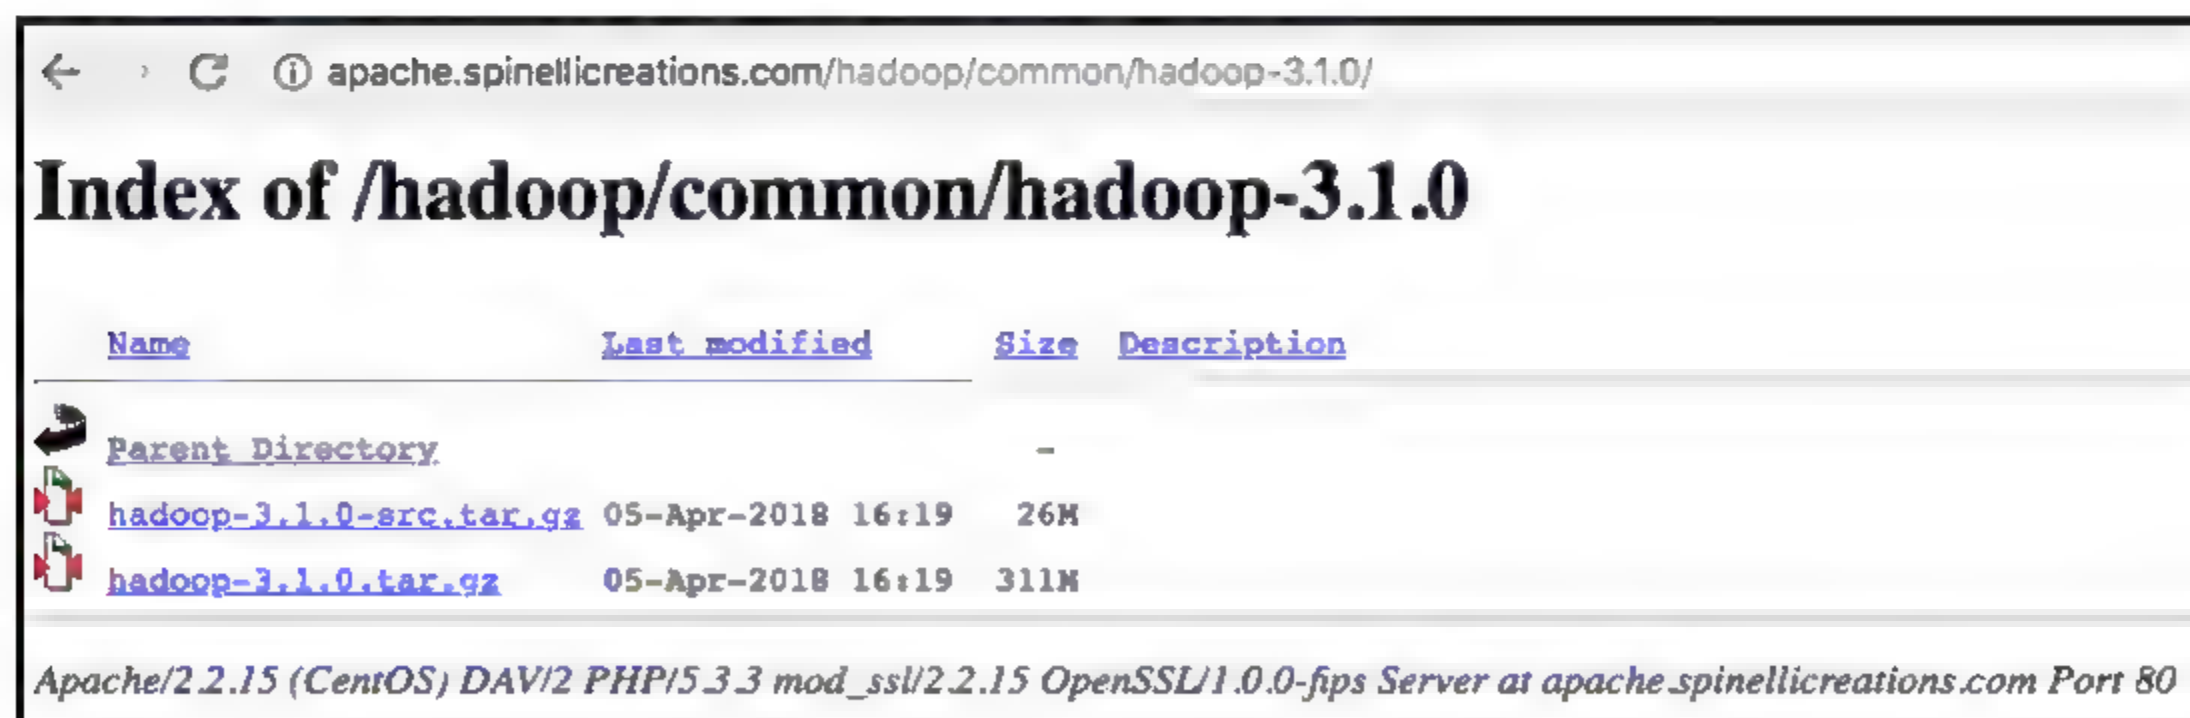 apache.spinellicreations.com/hadoop/common/hadoop-3.1.0/
Index of /hadoop/common/hadoop-3.1.0
Name Last modified Size Description
Parent Directory -
hadoop-3.1.0-src.tar.gz 05-Apr-2018 16:19 26M
hadoop-3.1.0.tar.gz 05-Apr-2018 16:19 311M
Apache/2.2.15 (CentOS) DAV/2 PHP/5.3.3 mod_ssl/2.2.15 OpenSSL/1.0.0-fips Server at apache.spinellicreations.com Port 80